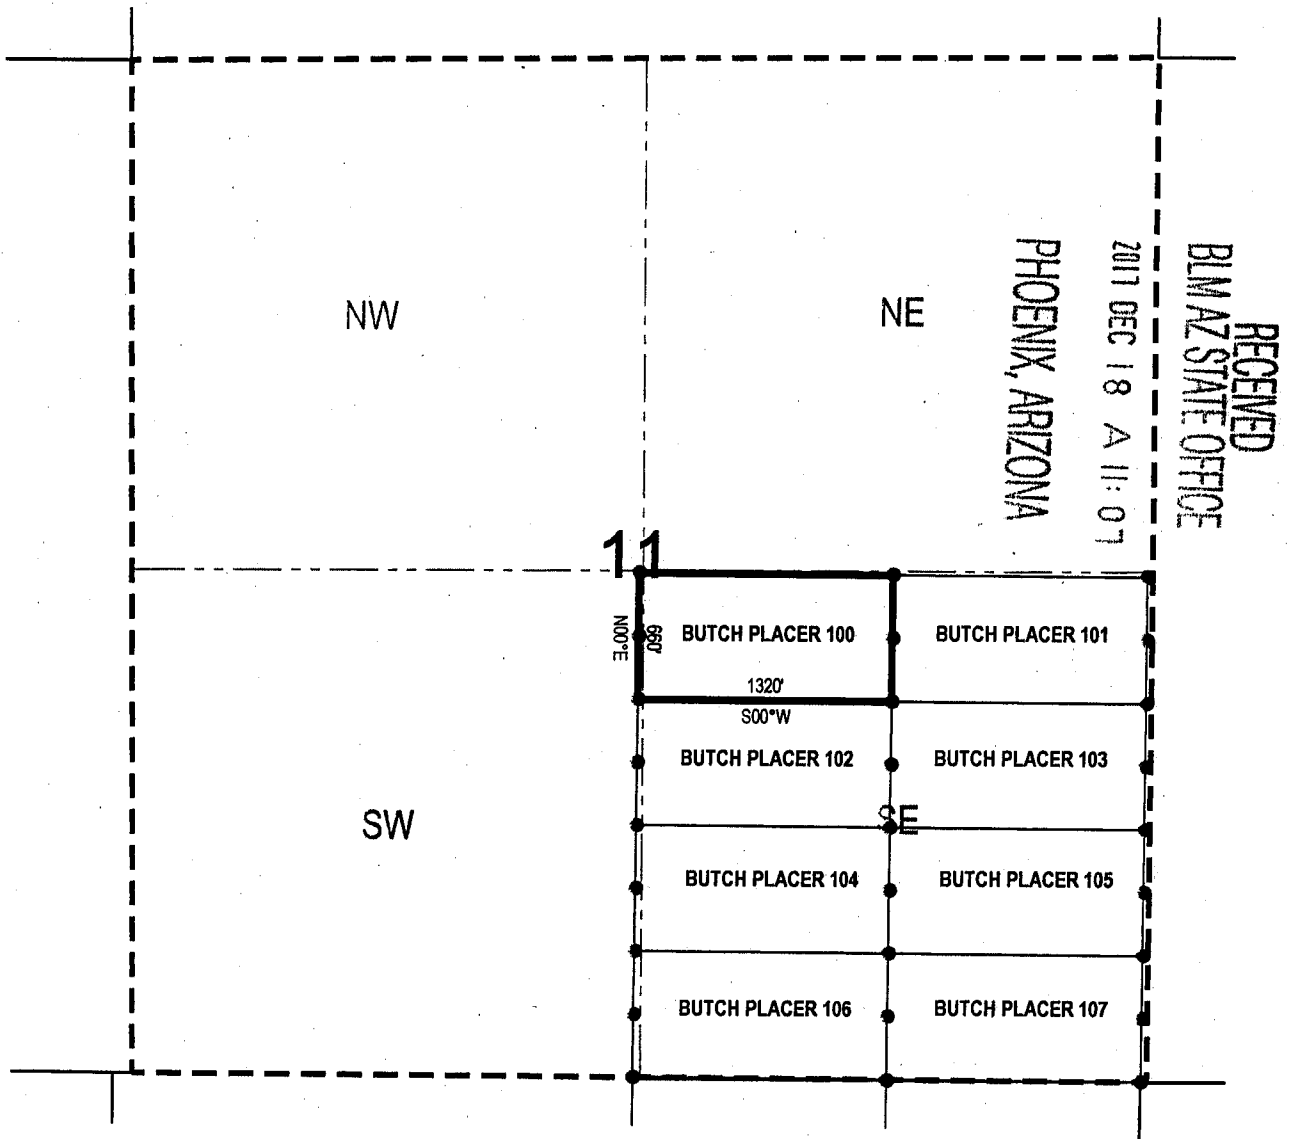 NW
NE
RECEIVED
BLM AZ STATE OFFICE
2017 DEC 18 A 11:07
PHOENIX, ARIZONA
11
N00°E
660'
BUTCH PLACER 100
BUTCH PLACER 101
1320'
S00°W
BUTCH PLACER 102
BUTCH PLACER 103
SW
SE
BUTCH PLACER 104
BUTCH PLACER 105
BUTCH PLACER 106
BUTCH PLACER 107